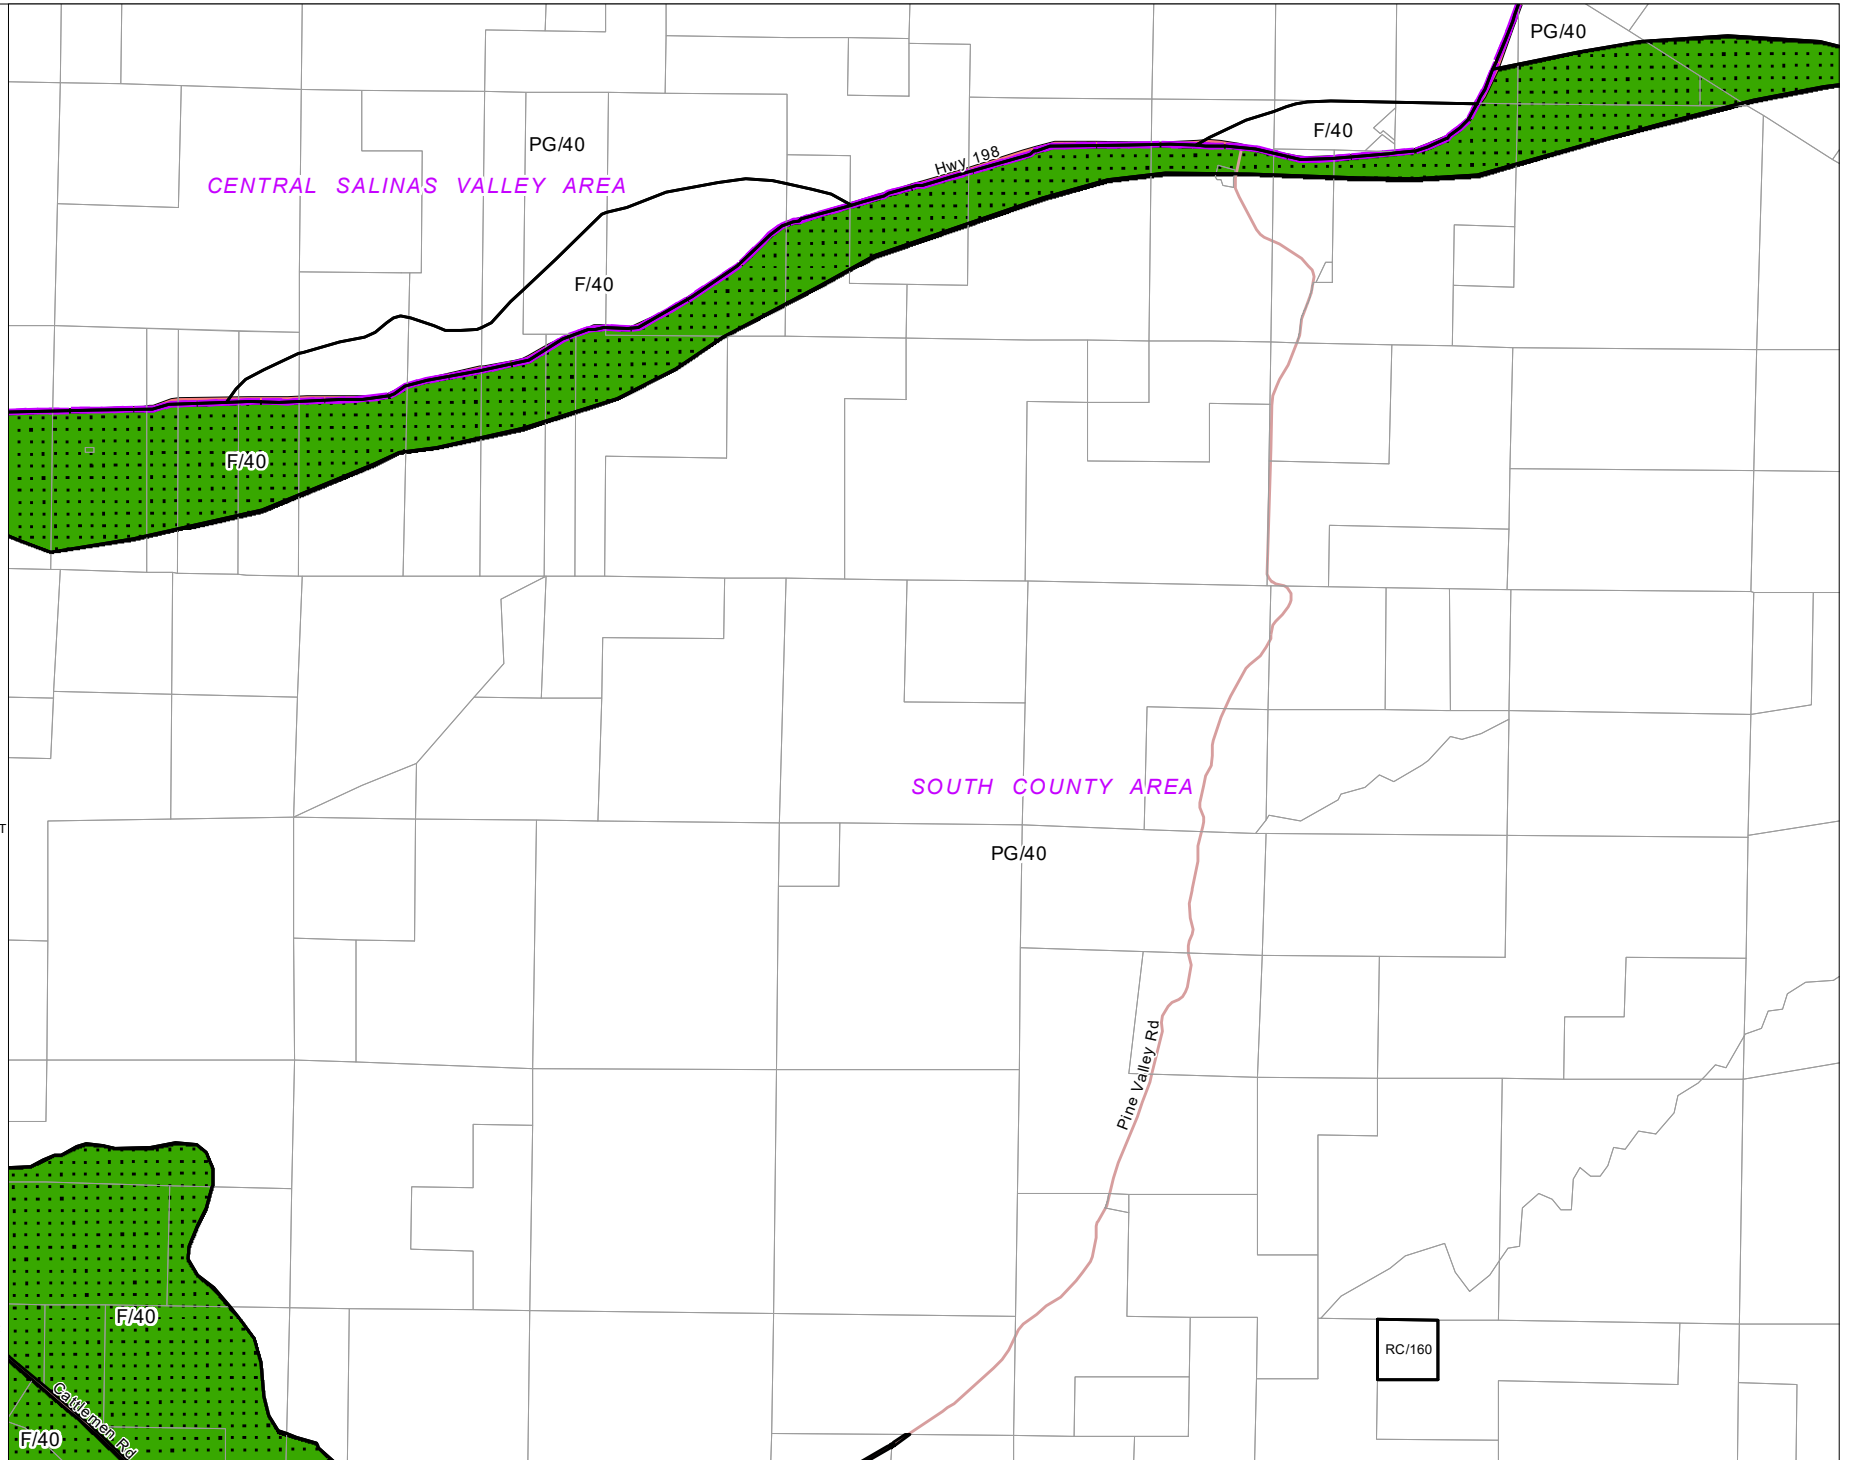 PG/40
F/40
PG/40
Hwy 198
CENTRAL SALINAS VALLEY AREA
F/40
F/40
SOUTH COUNTY AREA
T
PG/40
Pine Valley Rd
F/40
RC/160
Cattlemen Rd
F/40